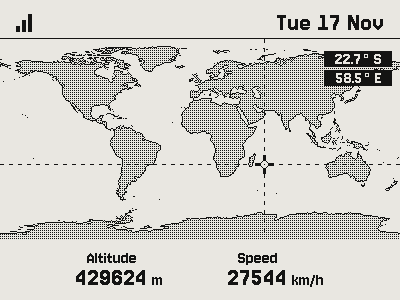 Tue 17 Nov
22.7° S
58.5° E
Altitude
429624 m
Speed
27544 km/h